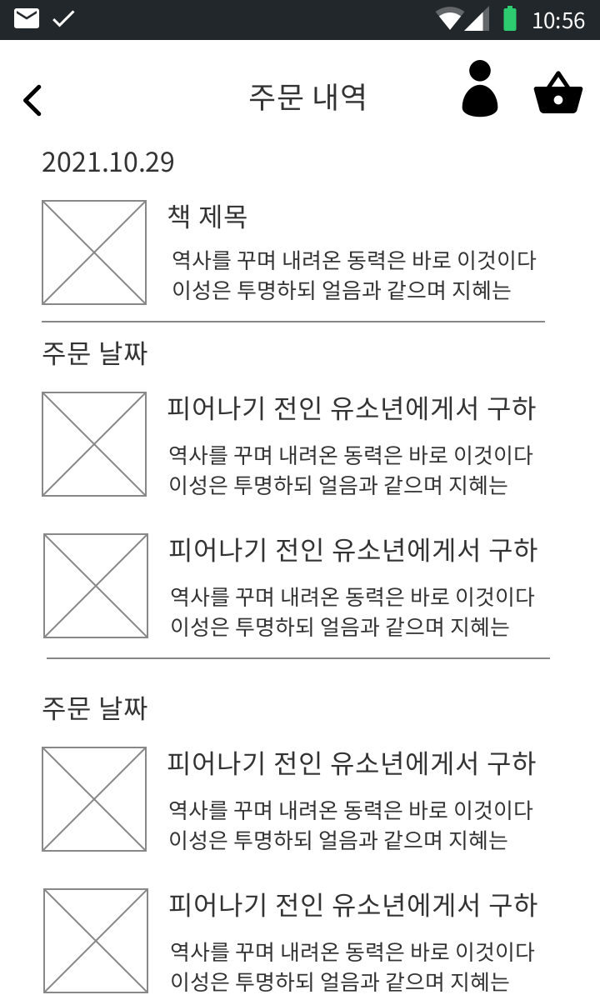 10:56
주문 내역
2021.10.29
책 제목
역사를 꾸며 내려온 동력은 바로 이것이다
이성은 투명하되 얼음과 같으며 지혜는
주문 날짜
피어나기 전인 유소년에게서 구하
역사를 꾸며 내려온 동력은 바로 이것이다
이성은 투명하되 얼음과 같으며 지혜는
피어나기 전인 유소년에게서 구하
역사를 꾸며 내려온 동력은 바로 이것이다
이성은 투명하되 얼음과 같으며 지혜는
주문 날짜
피어나기 전인 유소년에게서 구하
역사를 꾸며 내려온 동력은 바로 이것이다
이성은 투명하되 얼음과 같으며 지혜는
피어나기 전인 유소년에게서 구하
역사를 꾸며 내려온 동력은 바로 이것이다
이성은 투명하되 얼음과 같으며 지혜는